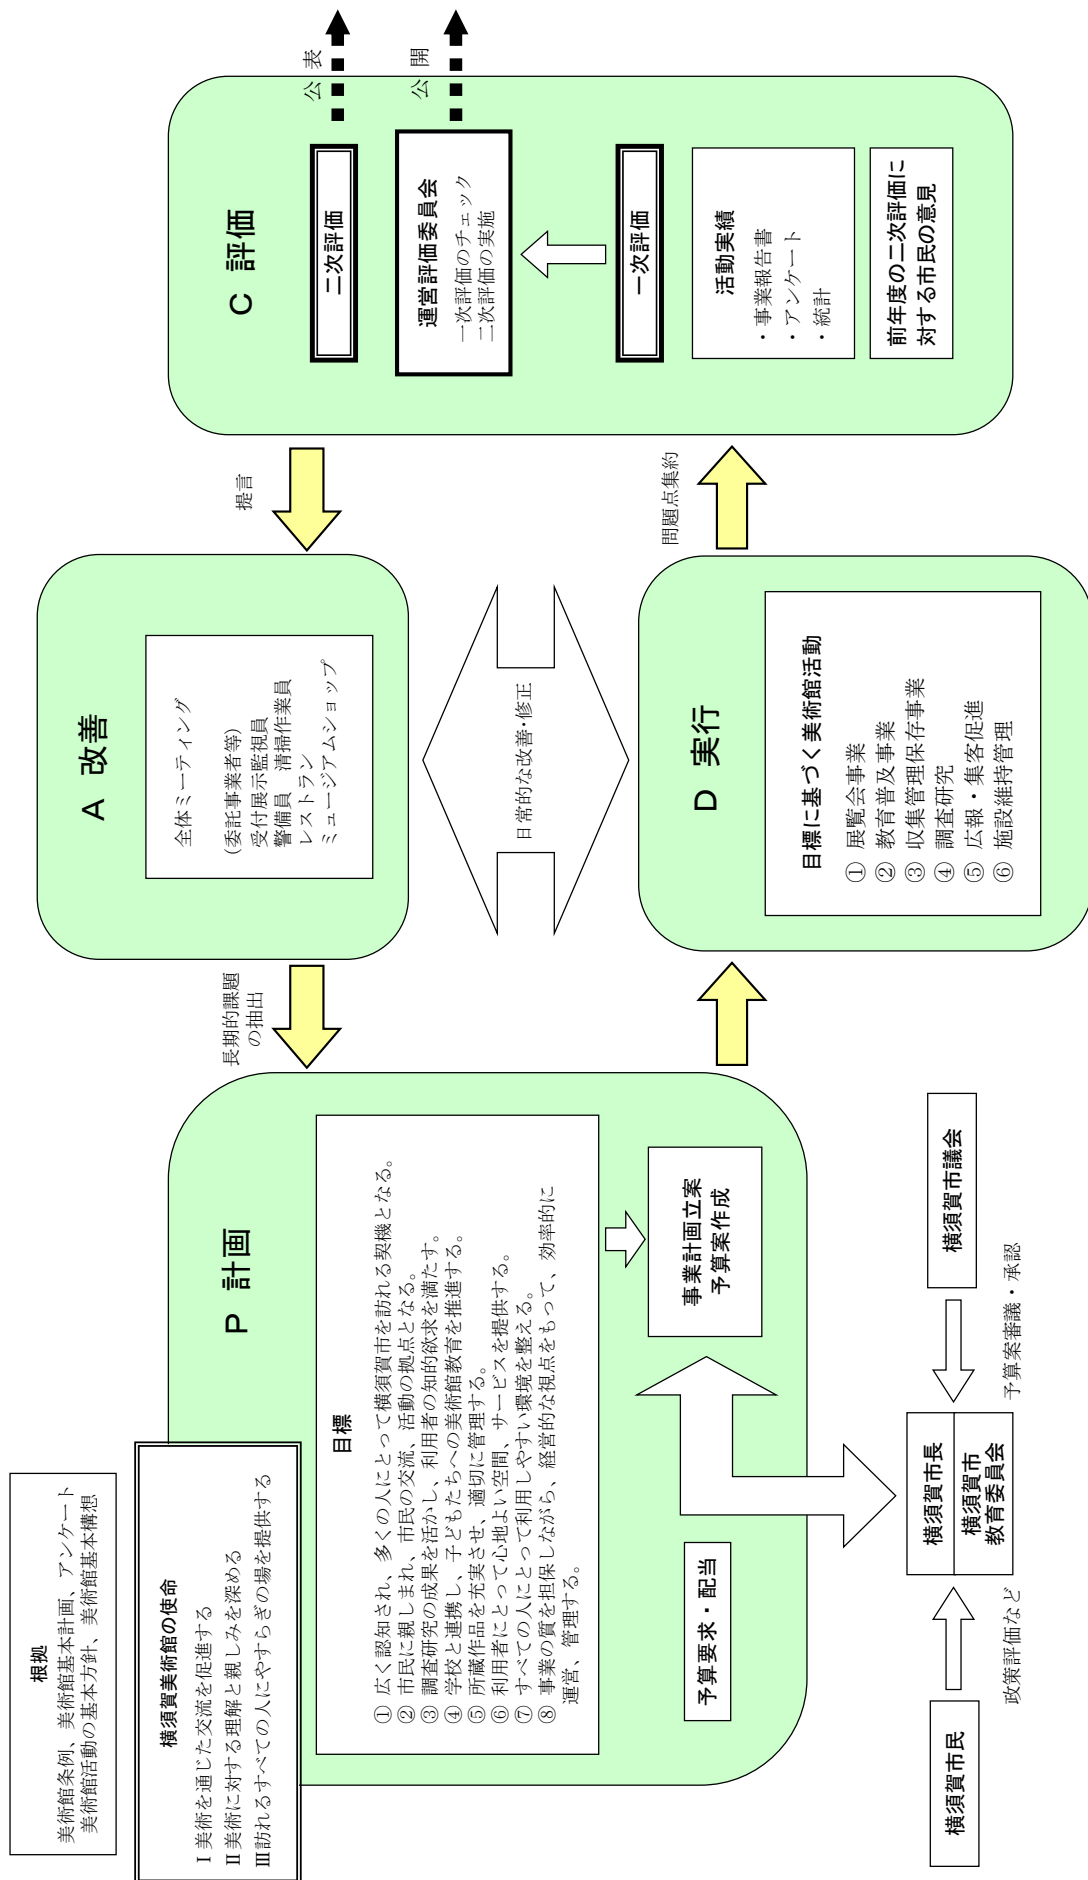 根拠
美術館条例、美術館基本計画、アンケート
美術館活動の基本方針、美術館基本構想
横須賀美術館の使命
Ⅰ 美術を通じた交流を促進する
Ⅱ 美術に対する理解と親しみを深める
Ⅲ 訪れるすべての人にやすらぎの場を提供する
P 計画
目標
① 広く認知され、多くの人にとって横須賀市を訪れる契機となる。
② 市民に親しまれ、市民の交流、活動の拠点となる。
③ 調査研究の成果を活かし、利用者の知的欲求を満たす。
④ 学校と連携し、子どもたちへの美術館教育を推進する。
⑤ 所蔵作品を充実させ、適切に管理する。
⑥ 利用者にとって心地よい空間、サービスを提供する。
⑦ すべての人にとって利用しやすい環境を整える。
⑧ 事業の質を担保しながら、経営的な視点をもって、効率的に
運営、管理する。
事業計画立案
予算案作成
予算要求・配当
横須賀市民
政策評価など
横須賀市長
横須賀市
教育委員会
横須賀市議会
予算案審議・承認
長期的課題
の抽出
A 改善
全体ミーティング
(委託事業者等)
受付展示監視員
警備員 清掃作業員
レストラン
ミュージアムショップ
日常的な改善・修正
D 実行
目標に基づく美術館活動
① 展覧会事業
② 教育普及事業
③ 収集管理保存事業
④ 調査研究
⑤ 広報・集客促進
⑥ 施設維持管理
提言
問題点集約
C 評価
二次評価
公表
運営評価委員会
一次評価のチェック
二次評価の実施
公開
一次評価
活動実績
・事業報告書
・アンケート
・統計
前年度の二次評価に
対する市民の意見